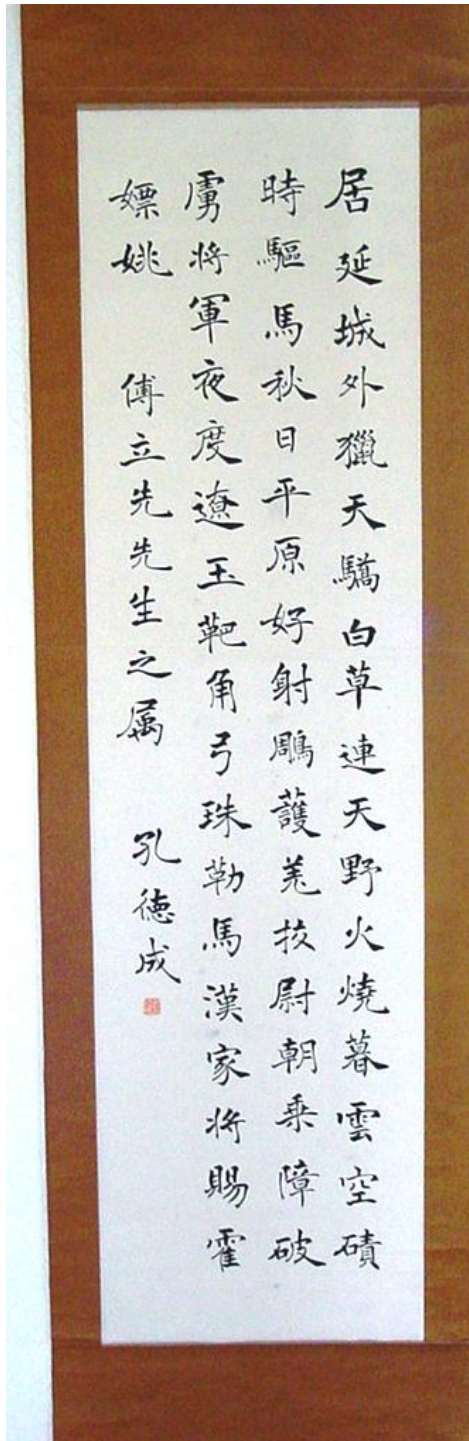 居延城外獵天驕白草連天野火燒暮雲空磧
時驅馬秋日平原好射鵰護羌挍尉朝乗障破
虜將軍夜度遼玉靶角弓珠勒馬漢家將賜霍
嫖姚 傅立先先生之属 孔德成